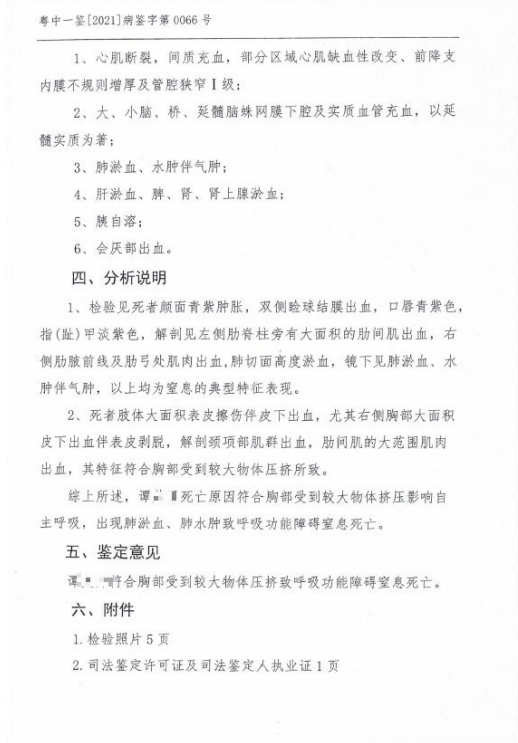 粤中一鉴[2021]病鉴字第0066号
1、心肌断裂，间质充血，部分区域心肌缺血性改变、前降支
内膜不规则增厚及管腔狭窄Ⅰ级；
2、大、小脑、桥、延髓脑蛛网膜下腔及实质血管充血，以延
髓实质为著；
3、肺淤血、水肿伴气肿；
4、肝淤血、脾、肾、肾上腺淤血；
5、胰自溶；
6、会厌部出血。
四、分析说明
1、检验见死者颜面青紫肿胀，双侧睑球结膜出血，口唇青紫色，
指(趾)甲淡紫色，解剖见左侧肋脊柱旁有大面积的肋间肌出血，右
侧肋腋前线及肋弓处肌肉出血,肺切面高度淤血，镜下见肺淤血、水
肿伴气肿，以上均为窒息的典型特征表现。
2、死者肢体大面积表皮擦伤伴皮下出血，尤其右侧胸部大面积
皮下出血伴表皮剥脱，解剖颈项部肌群出血，肋间肌的大范围肌肉
出血，其特征符合胸部受到较大物体压挤所致。
综上所述，谭 死亡原因符合胸部受到较大物体挤压影响自
主呼吸，出现肺淤血、肺水肿致呼吸功能障碍窒息死亡。
五、鉴定意见
谭 符合胸部受到较大物体压挤致呼吸功能障碍窒息死亡。
六、附件
1.检验照片5页
2.司法鉴定许可证及司法鉴定人执业证1页